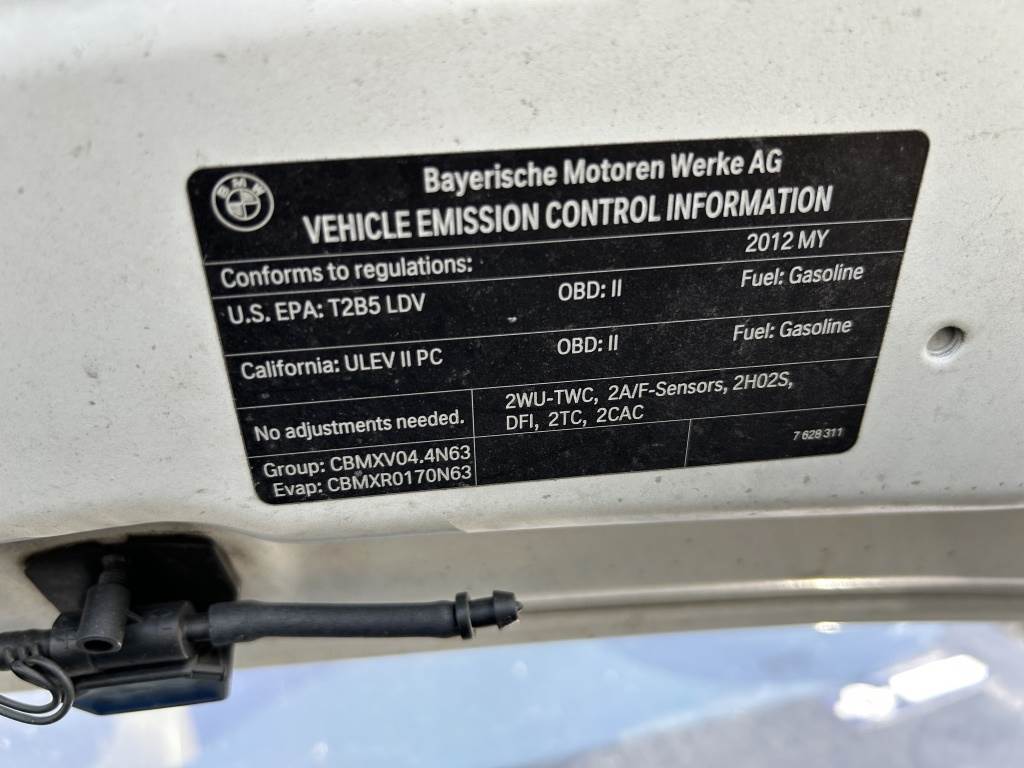 BMW
Bayerische Motoren Werke AG
VEHICLE EMISSION CONTROL INFORMATION
Conforms to regulations: 2012 MY
U.S. EPA: T2B5 LDV OBD: II Fuel: Gasoline
California: ULEV II PC OBD: II Fuel: Gasoline
No adjustments needed.
2WU-TWC, 2A/F-Sensors, 2H02S,
DFI, 2TC, 2CAC
Group: CBMXV04.4N63
Evap: CBMXR0170N63
7 628 311